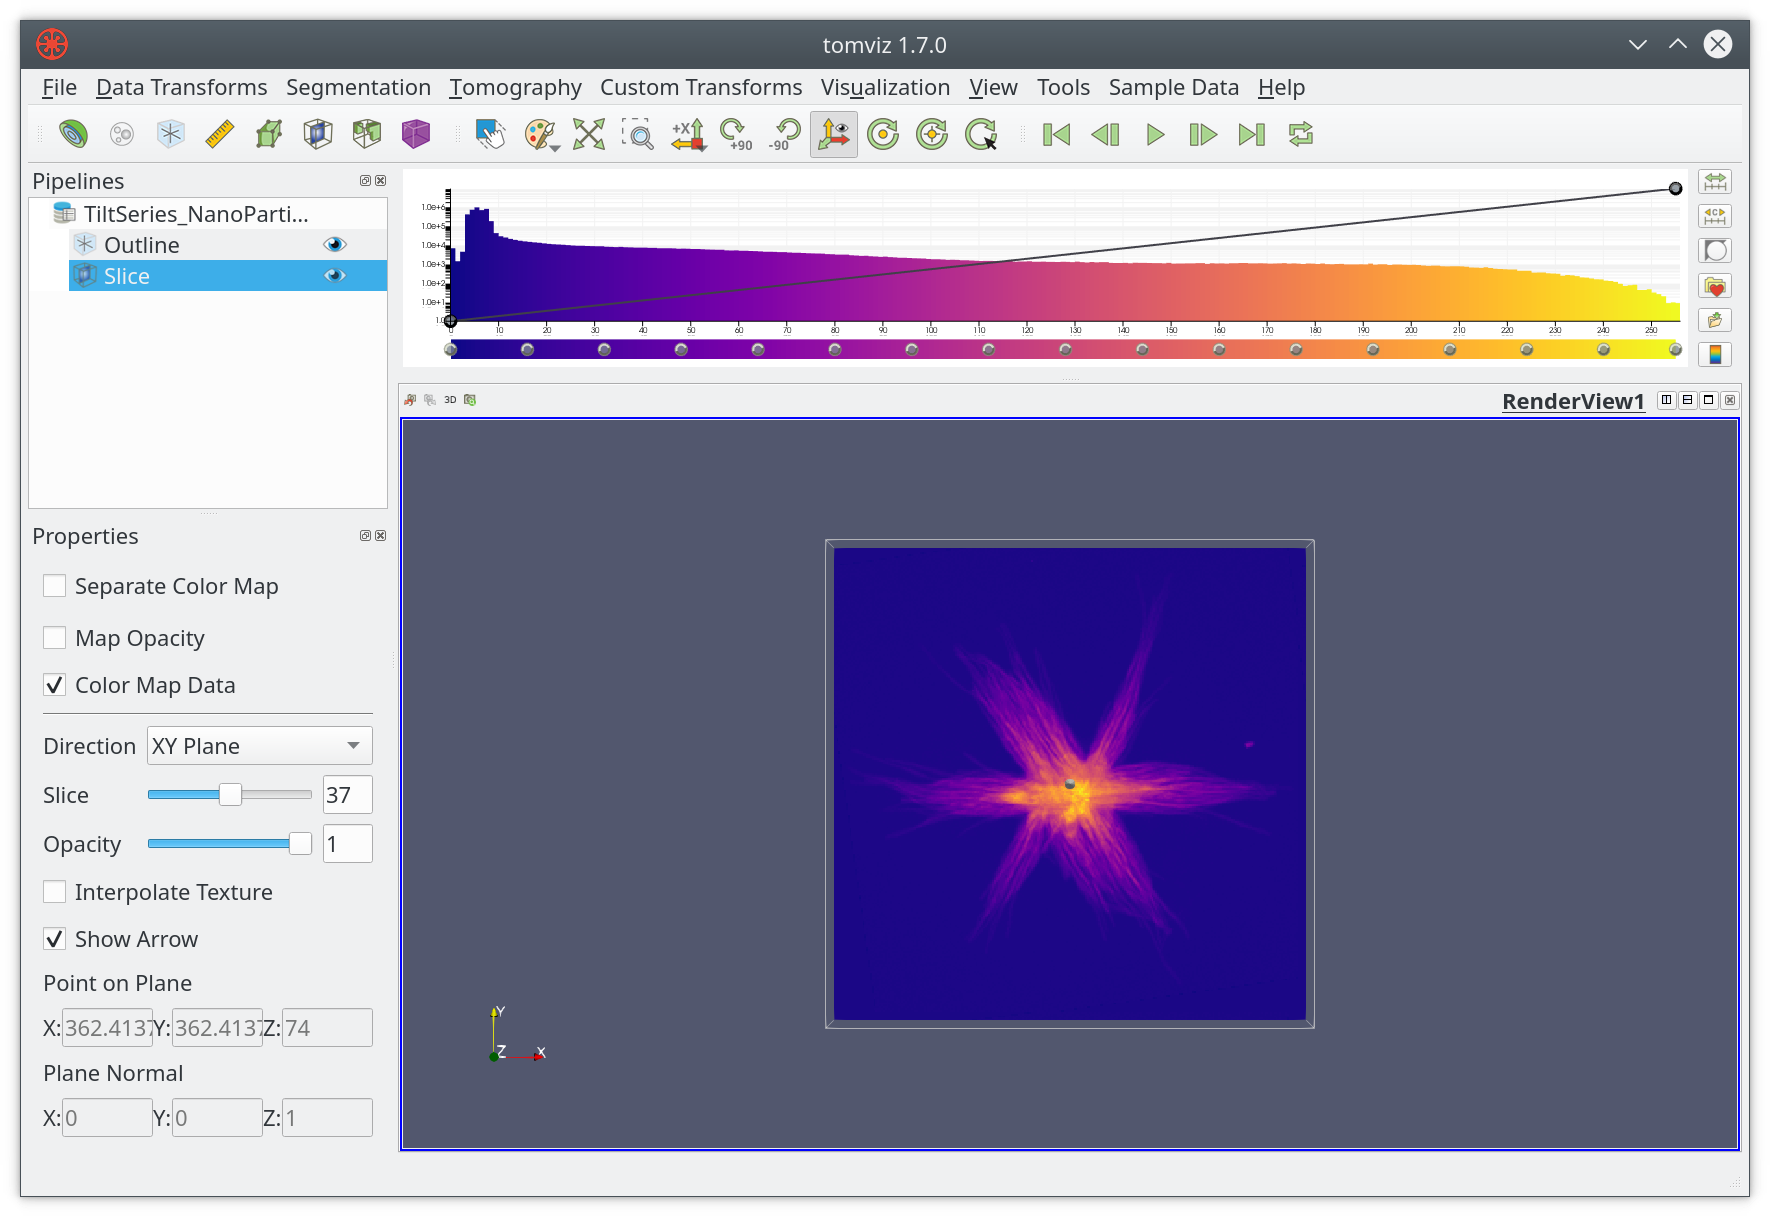 tomviz 1.7.0
File Data Transforms Segmentation Tomography Custom Transforms Visualization View Tools Sample Data Help
+X +90 -90
Pipelines
TiltSeries_NanoParti...
Outline
Slice
1.0e+6
1.0e+5
1.0e+4
1.0e+3
1.0e+2
1.0e+1
1.0
0 10 20 30 40 50 60 70 80 90 100 110 120 130 140 150 160 170 180 190 200 210 220 230 240 250
C
3D
RenderView1
Properties
Separate Color Map
Map Opacity
Color Map Data
Direction XY Plane
Slice 37
Opacity 1
Interpolate Texture
Show Arrow
Point on Plane
X: 362.4137 Y: 362.4137 Z: 74
Plane Normal
X: 0 Y: 0 Z: 1
Y
Z X